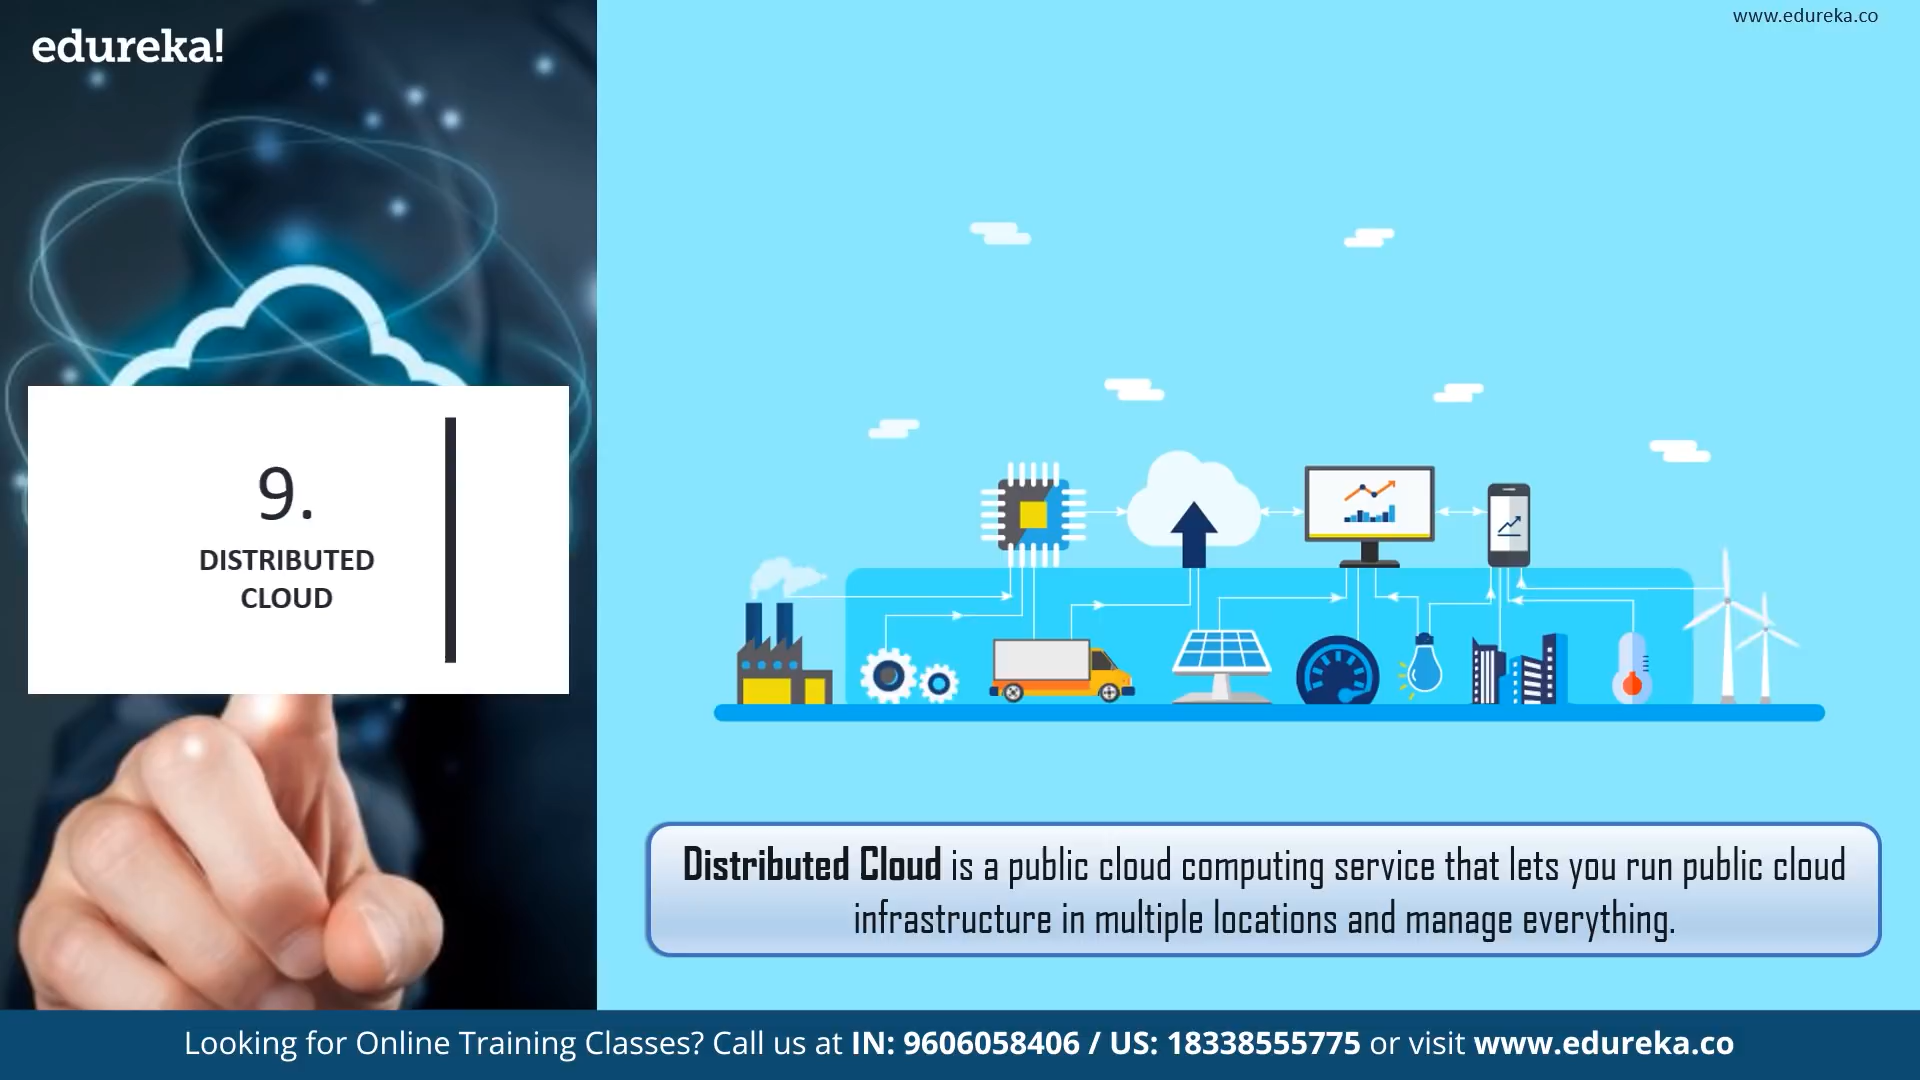 edureka!
www.edureka.co
9.
DISTRIBUTED
CLOUD
Distributed Cloud is a public cloud computing service that lets you run public cloud
infrastructure in multiple locations and manage everything.
Looking for Online Training Classes? Call us at IN: 9606058406 / US: 18338555775 or visit www.edureka.co